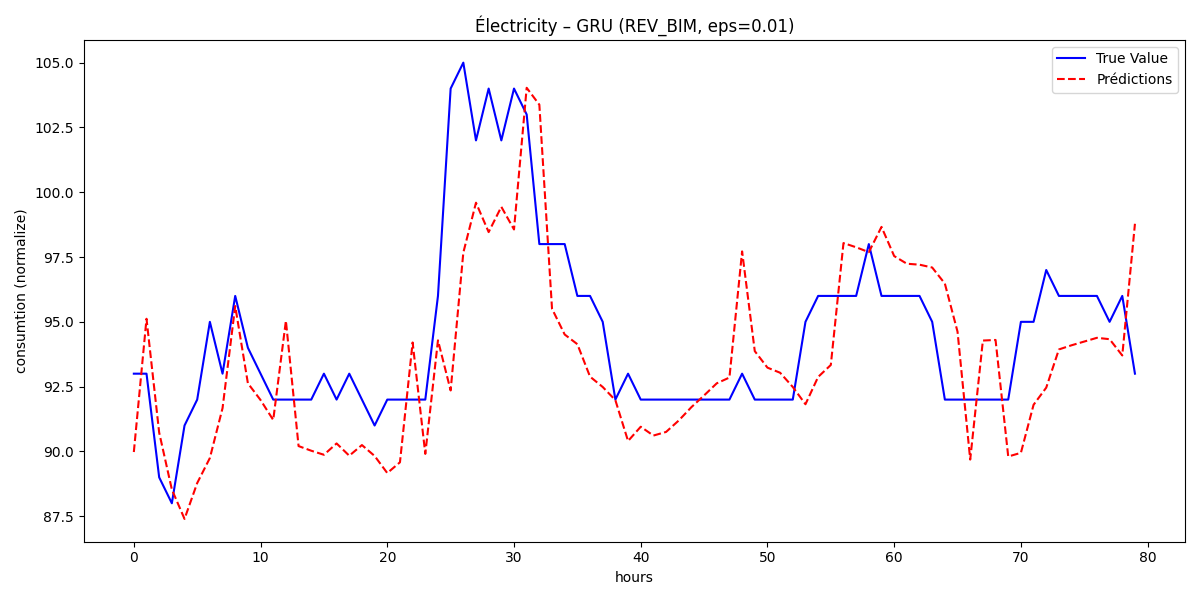 Électricity – GRU (REV_BIM, eps=0.01)
True Value
Prédictions
consumtion (normalize)
105.0
102.5
100.0
97.5
95.0
92.5
90.0
87.5
0 10 20 30 40 50 60 70 80
hours